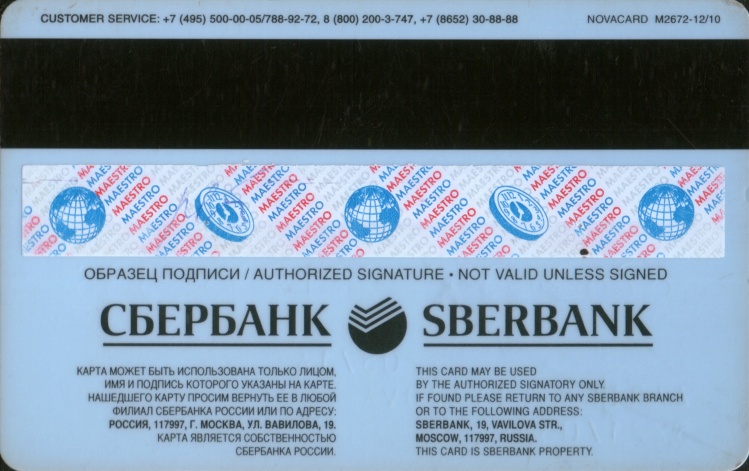 CUSTOMER SERVICE: +7 (495) 500-00-05/788-92-72, 8 (800) 200-3-747, +7 (8652) 30-88-88 NOVACARD M2672-12/10
MAESTRO MAESTRO MAESTRO MAESTRO MAESTRO
ОБРАЗЕЦ ПОДПИСИ / AUTHORIZED SIGNATURE • NOT VALID UNLESS SIGNED
СБЕРБАНК SBERBANK
КАРТА МОЖЕТ БЫТЬ ИСПОЛЬЗОВАНА ТОЛЬКО ЛИЦОМ,
ИМЯ И ПОДПИСЬ КОТОРОГО УКАЗАНЫ НА КАРТЕ.
НАШЕДШЕГО КАРТУ ПРОСИМ ВЕРНУТЬ ЕЕ В ЛЮБОЙ
ФИЛИАЛ СБЕРБАНКА РОССИИ ИЛИ ПО АДРЕСУ:
РОССИЯ, 117997, Г. МОСКВА, УЛ. ВАВИЛОВА, 19.
КАРТА ЯВЛЯЕТСЯ СОБСТВЕННОСТЬЮ
СБЕРБАНКА РОССИИ.
THIS CARD MAY BE USED
BY THE AUTHORIZED SIGNATORY ONLY.
IF FOUND PLEASE RETURN TO ANY SBERBANK BRANCH
OR TO THE FOLLOWING ADDRESS:
SBERBANK, 19, VAVILOVA STR.,
MOSCOW, 117997, RUSSIA.
THIS CARD IS SBERBANK PROPERTY.